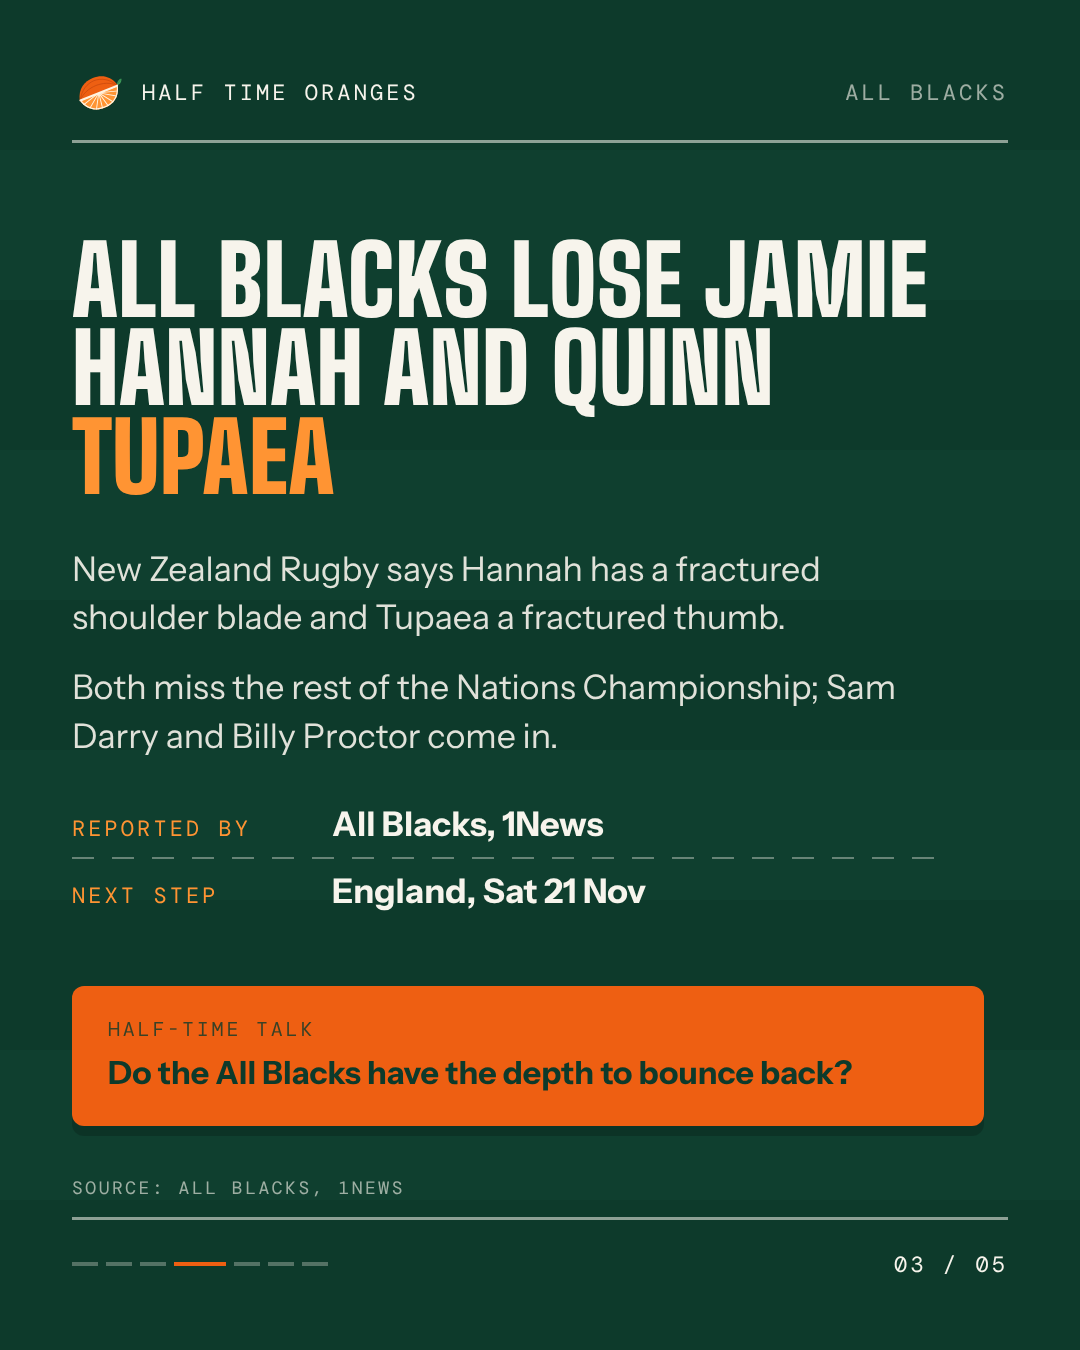 HALF TIME ORANGES
ALL BLACKS
ALL BLACKS LOSE JAMIE
HANNAH AND QUINN
TUPAEA
New Zealand Rugby says Hannah has a fractured
shoulder blade and Tupaea a fractured thumb.
Both miss the rest of the Nations Championship; Sam
Darry and Billy Proctor come in.
REPORTED BY All Blacks, 1News
NEXT STEP England, Sat 21 Nov
HALF-TIME TALK
Do the All Blacks have the depth to bounce back?
SOURCE: ALL BLACKS, 1NEWS
03 / 05